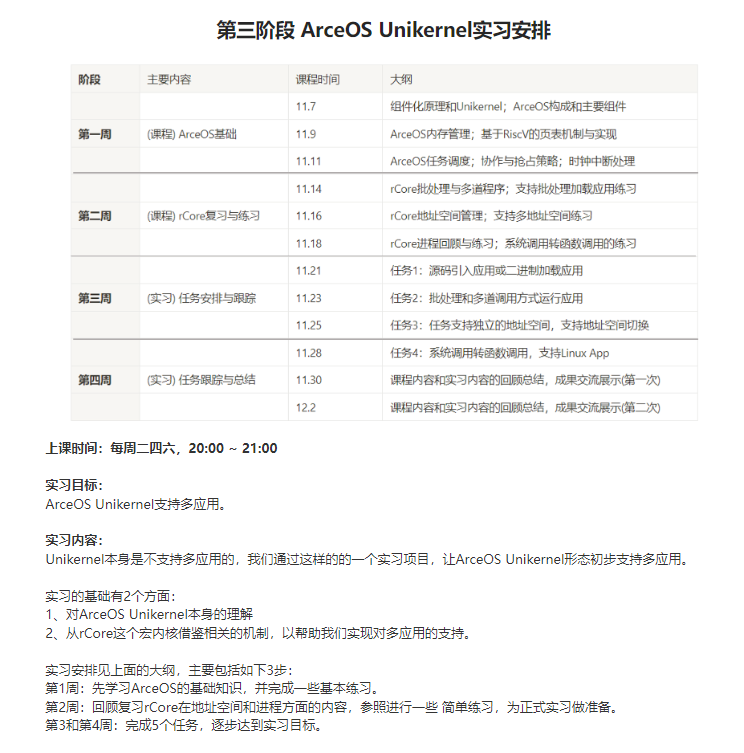 第三阶段 ArceOS Unikernel实习安排
阶段 主要内容 课程时间 大纲
11.7 组件化原理和Unikernel；ArceOS构成和主要组件
第一周 (课程) ArceOS基础 11.9 ArceOS内存管理；基于RiscV的页表机制与实现
11.11 ArceOS任务调度；协作与抢占策略；时钟中断处理
11.14 rCore批处理与多道程序；支持批处理加载应用练习
第二周 (课程) rCore复习与练习 11.16 rCore地址空间管理；支持多地址空间练习
11.18 rCore进程回顾与练习；系统调用转函数调用的练习
11.21 任务1：源码引入应用或二进制加载应用
第三周 (实习) 任务安排与跟踪 11.23 任务2：批处理和多道调用方式运行应用
11.25 任务3：任务支持独立的地址空间，支持地址空间切换
11.28 任务4：系统调用转函数调用，支持Linux App
第四周 (实习) 任务跟踪与总结 11.30 课程内容和实习内容的回顾总结，成果交流展示(第一次)
12.2 课程内容和实习内容的回顾总结，成果交流展示(第二次)
上课时间：每周二四六，20:00 ~ 21:00
实习目标：
ArceOS Unikernel支持多应用。
实习内容：
Unikernel本身是不支持多应用的，我们通过这样的的一个实习项目，让ArceOS Unikernel形态初步支持多应用。
实习的基础有2个方面：
1、对ArceOS Unikernel本身的理解
2、从rCore这个宏内核借鉴相关的机制，以帮助我们实现对多应用的支持。
实习安排见上面的大纲，主要包括如下3步：
第1周：先学习ArceOS的基础知识，并完成一些基本练习。
第2周：回顾复习rCore在地址空间和进程方面的内容，参照进行一些 简单练习，为正式实习做准备。
第3和第4周：完成5个任务，逐步达到实习目标。